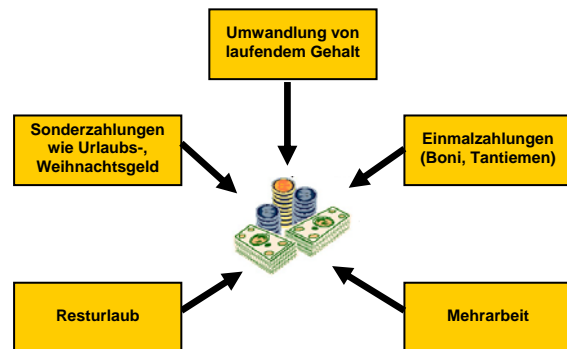 Umwandlung von
laufendem Gehalt
Sonderzahlungen
wie Urlaubs-,
Weihnachtsgeld
Einmalzahlungen
(Boni, Tantiemen)
Resturlaub
Mehrarbeit